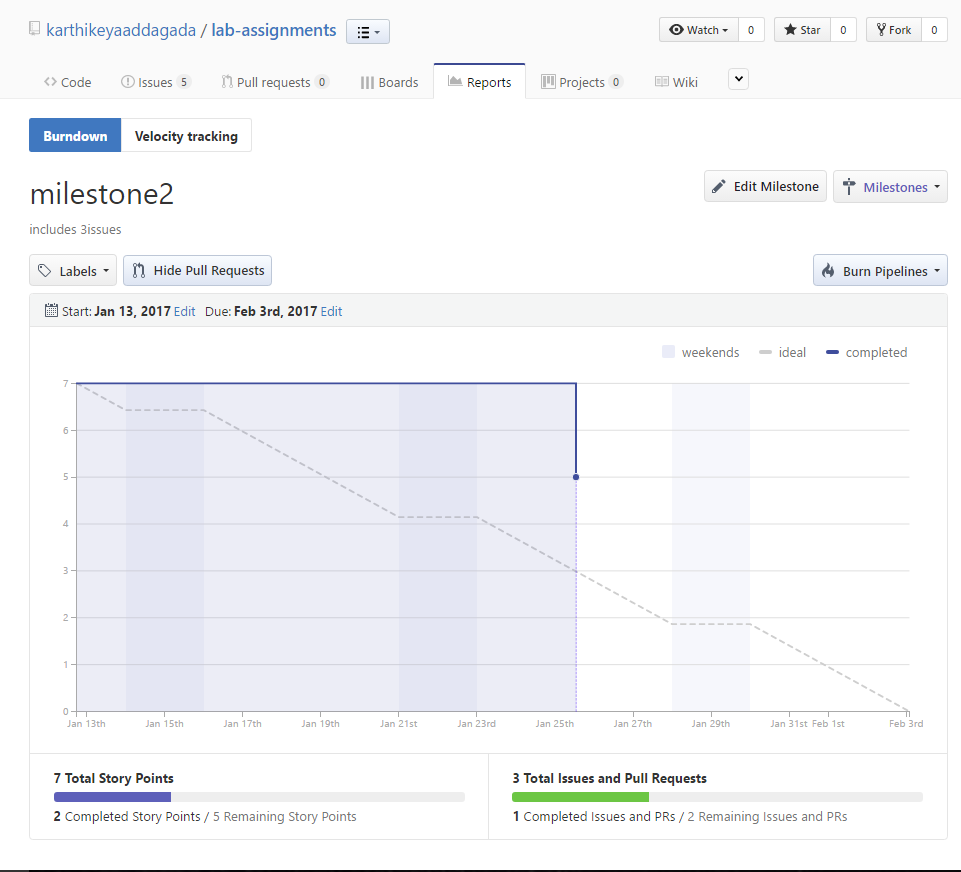 karthikeyaaddagada / lab-assignments
Watch 0 Star 0 Fork 0
Code Issues 5 Pull requests 0 Boards Reports Projects 0 Wiki
Burndown Velocity tracking
milestone2
Edit Milestone Milestones
includes 3issues
Labels Hide Pull Requests Burn Pipelines
Start: Jan 13, 2017 Edit Due: Feb 3rd, 2017 Edit
weekends ideal completed
7
6
5
4
3
2
1
0
Jan 13th Jan 15th Jan 17th Jan 19th Jan 21st Jan 23rd Jan 25th Jan 27th Jan 29th Jan 31st Feb 1st Feb 3rd
7 Total Story Points 3 Total Issues and Pull Requests
2 Completed Story Points / 5 Remaining Story Points 1 Completed Issues and PRs / 2 Remaining Issues and PRs